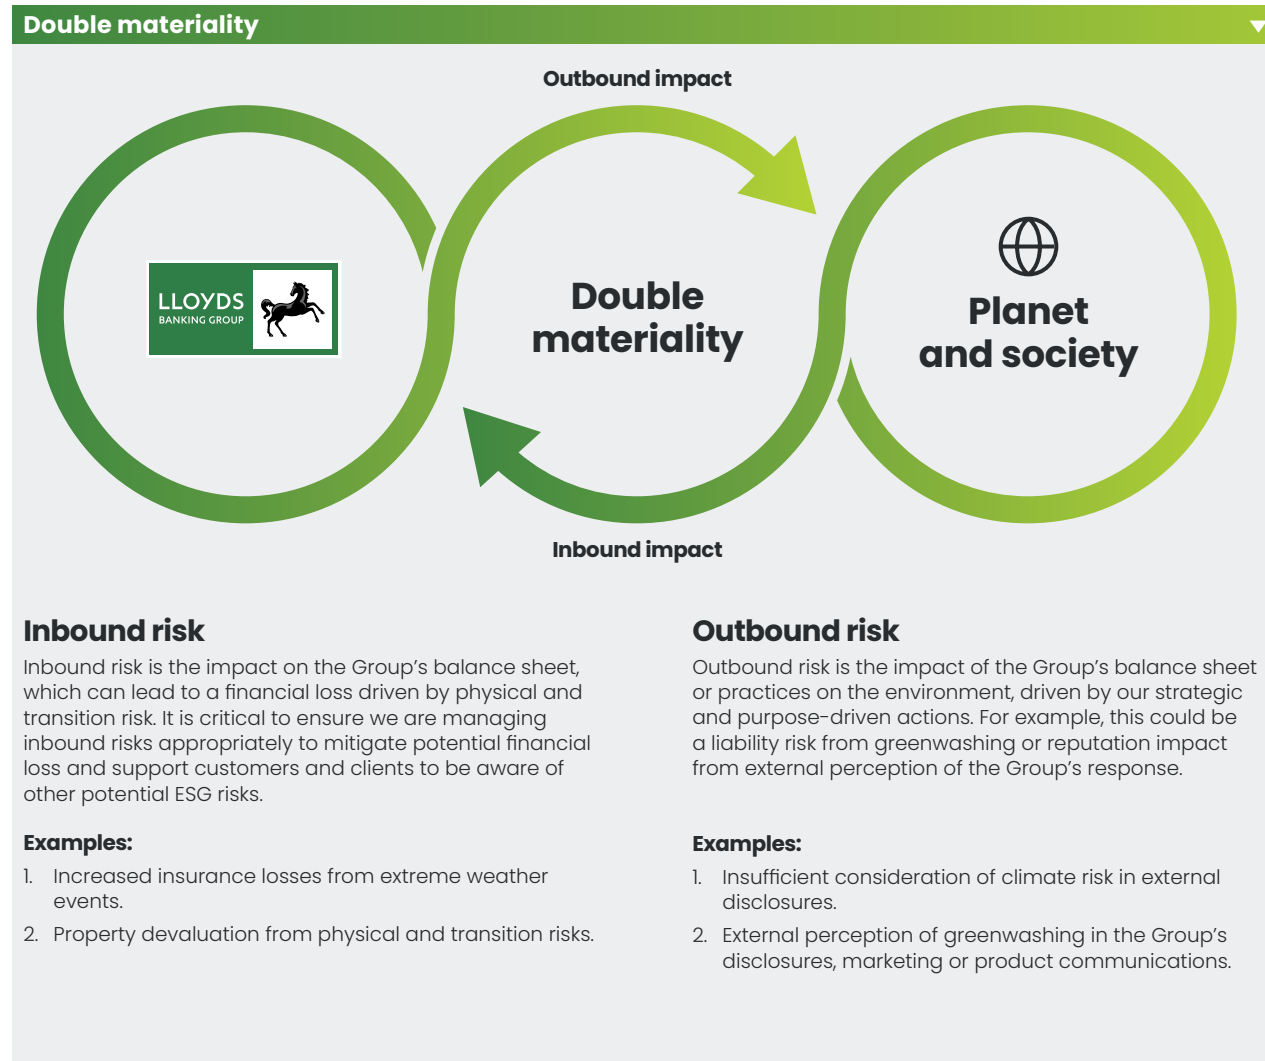 Double materiality
Outbound impact
LLOYDS
BANKING GROUP
Double
materiality
Planet
and society
Inbound impact
Inbound risk
Inbound risk is the impact on the Group’s balance sheet,
which can lead to a financial loss driven by physical and
transition risk. It is critical to ensure we are managing
inbound risks appropriately to mitigate potential financial
loss and support customers and clients to be aware of
other potential ESG risks.
Examples:
1. Increased insurance losses from extreme weather
events.
2. Property devaluation from physical and transition risks.
Outbound risk
Outbound risk is the impact of the Group’s balance sheet
or practices on the environment, driven by our strategic
and purpose-driven actions. For example, this could be
a liability risk from greenwashing or reputation impact
from external perception of the Group’s response.
Examples:
1. Insufficient consideration of climate risk in external
disclosures.
2. External perception of greenwashing in the Group’s
disclosures, marketing or product communications.